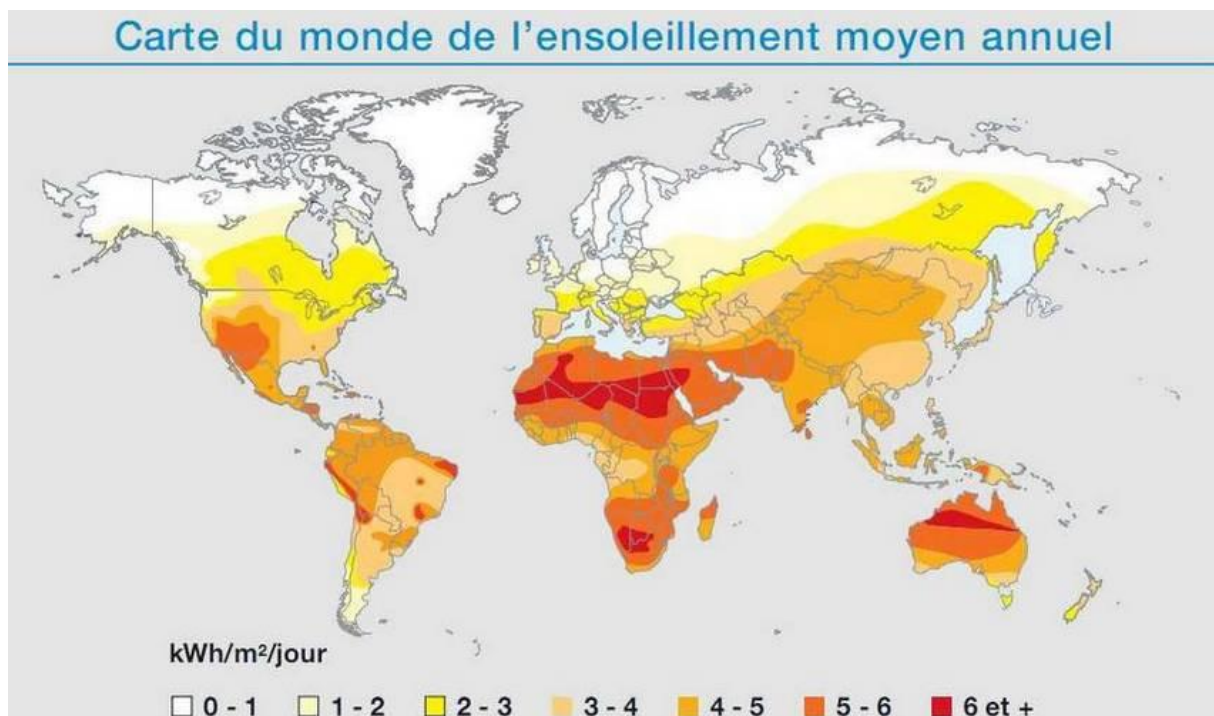 Carte du monde de l'ensoleillement moyen annuel
kWh/m²/jour
0 - 1 1 - 2 2 - 3 3 - 4 4 - 5 5 - 6 6 et +